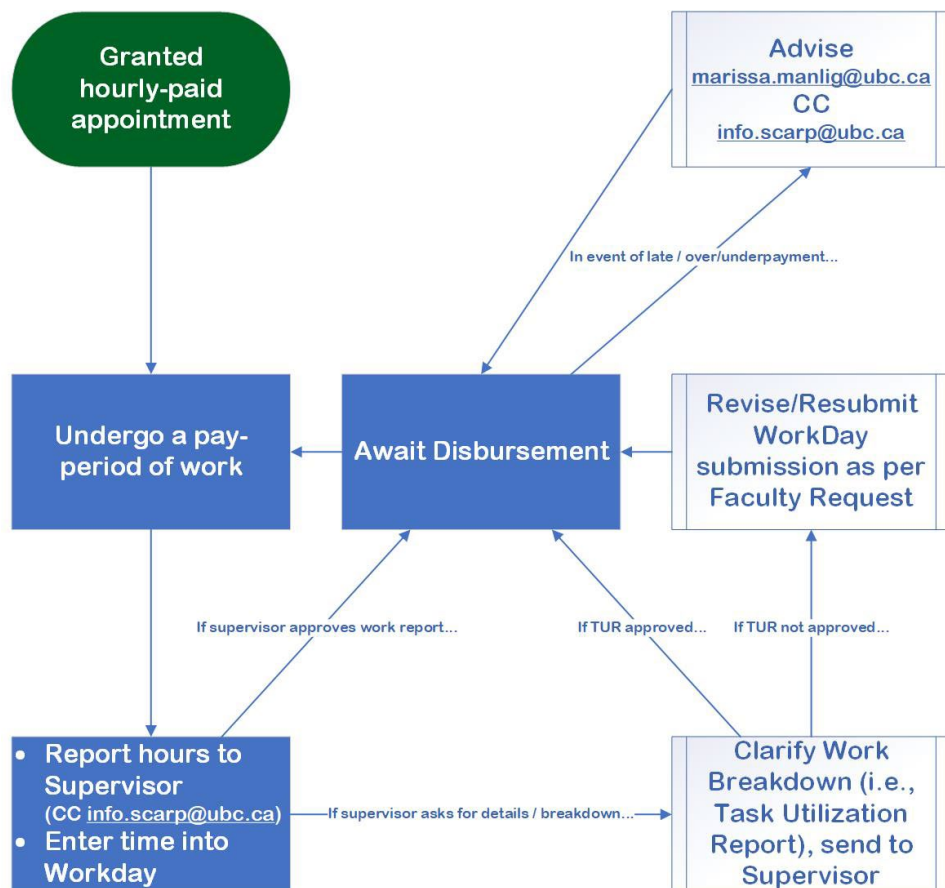 Granted
hourly-paid
appointment
Advise
marissa.manlig@ubc.ca
CC
info.scarp@ubc.ca
In event of late / over/underpayment...
Undergo a pay-
period of work
Await Disbursement
Revise/Resubmit
WorkDay
submission as per
Faculty Request
If supervisor approves work report...
If TUR approved...
If TUR not approved...
• Report hours to
Supervisor
(CC info.scarp@ubc.ca)
• Enter time into
Workday
If supervisor asks for details / breakdown...
Clarify Work
Breakdown (i.e.,
Task Utilization
Report), send to
Supervisor